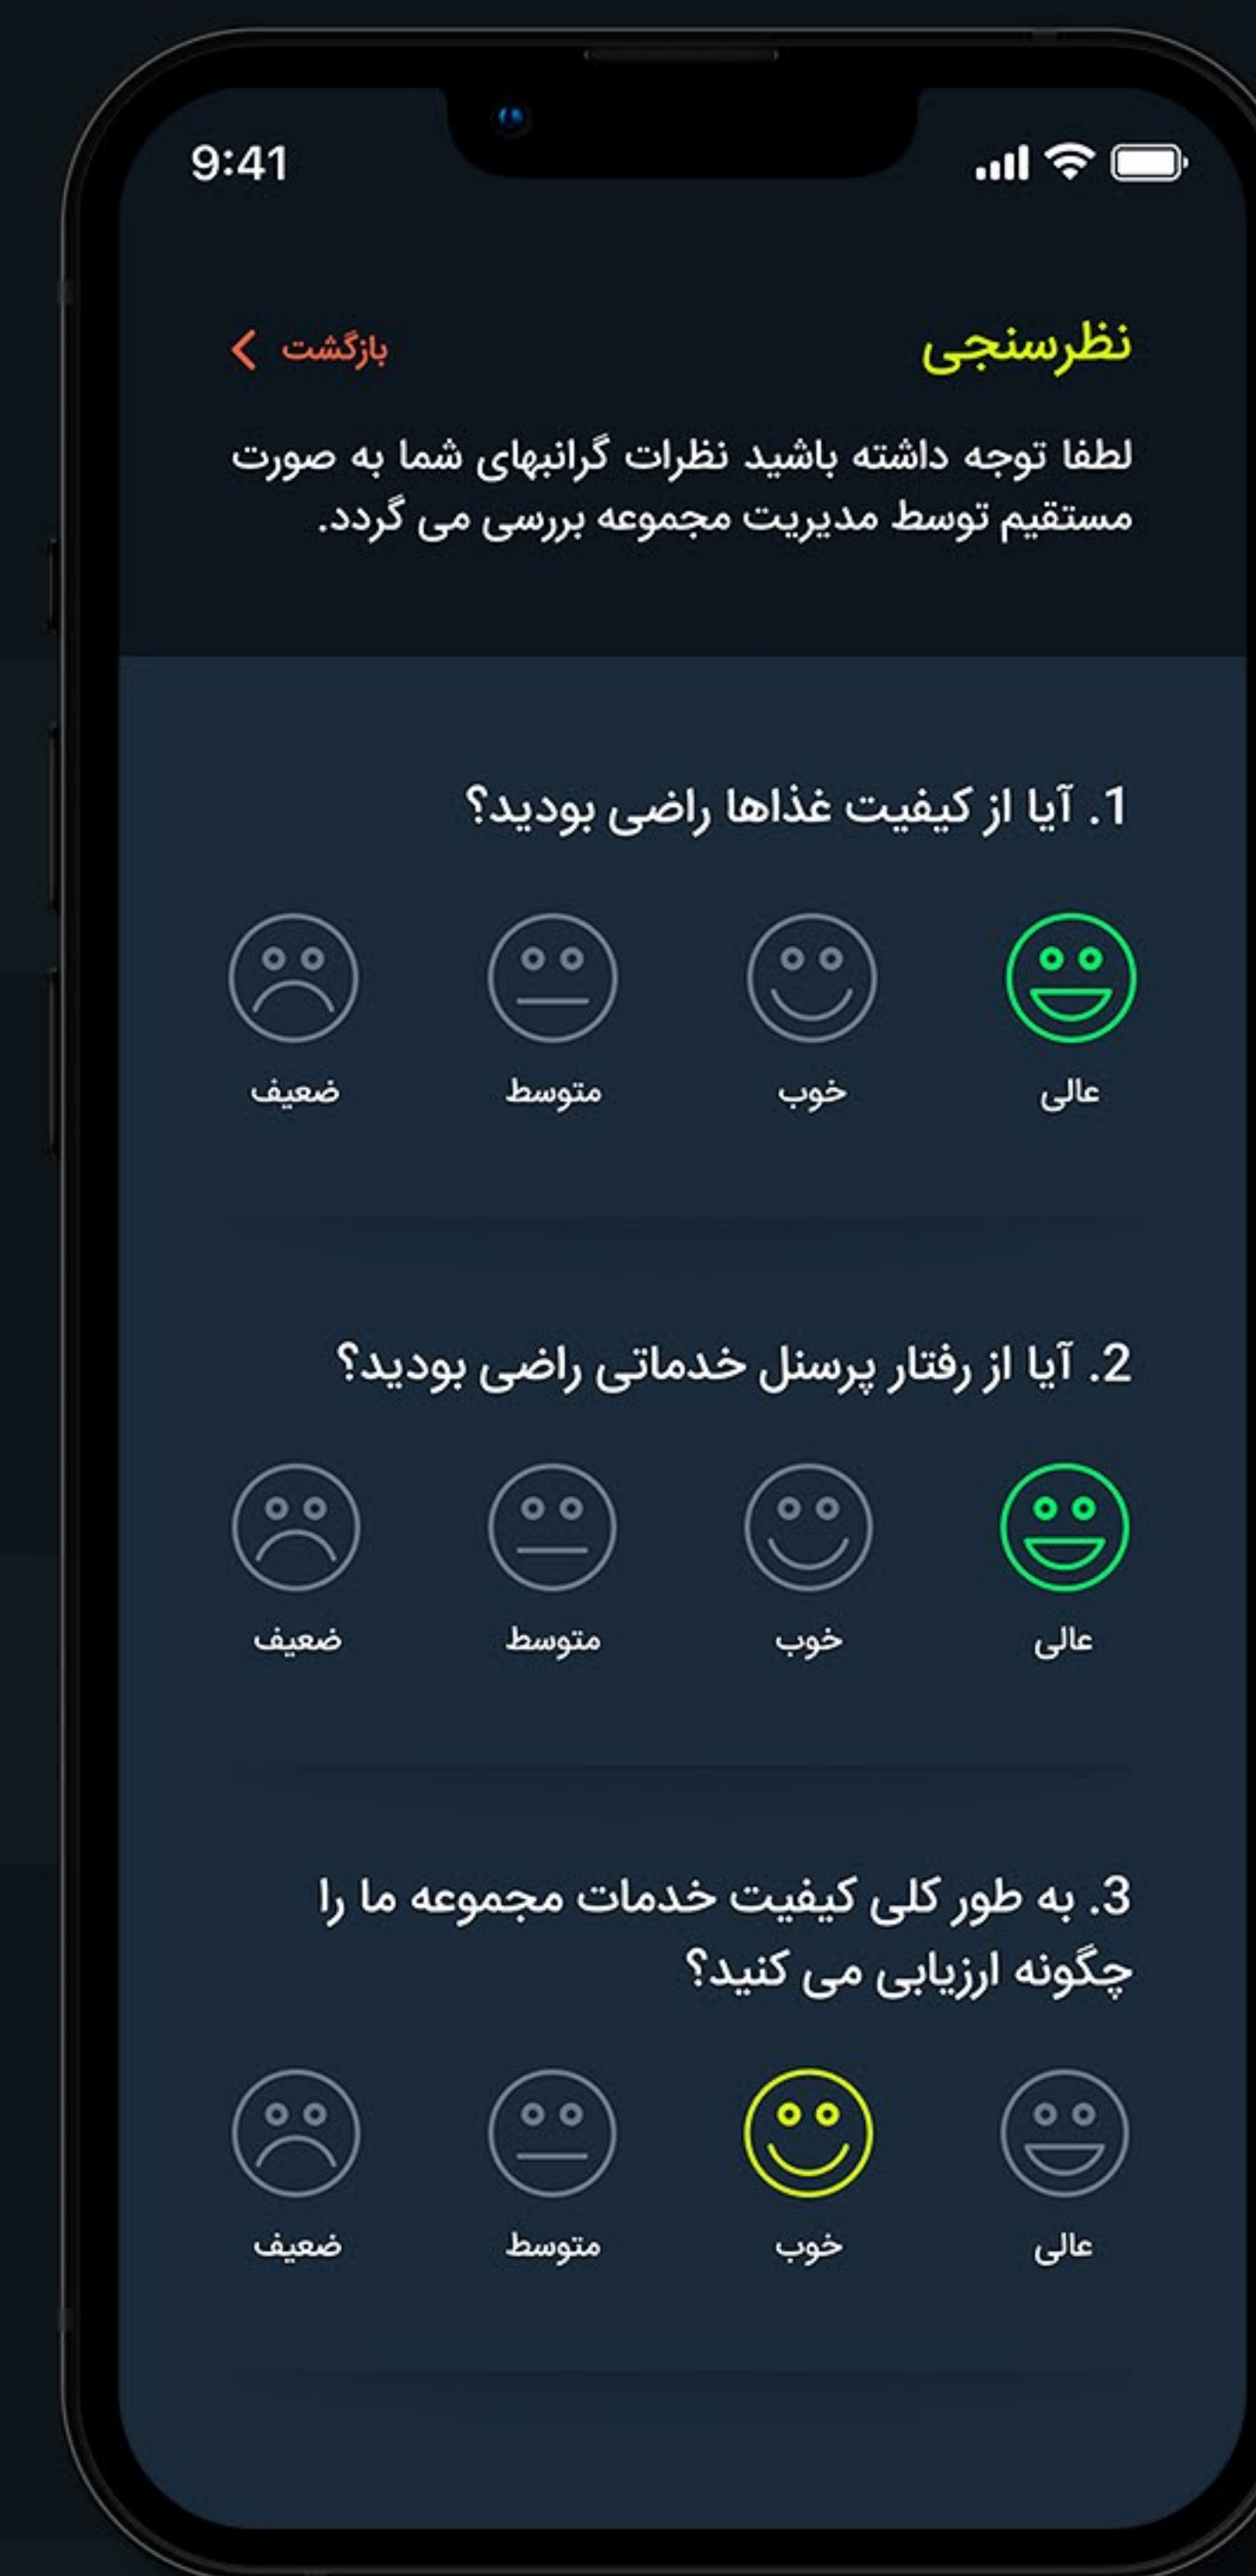 9:41
نظرسنجی
بازگشت
لطفا توجه داشته باشید نظرات گرانبهای شما به صورت
مستقیم توسط مدیریت مجموعه بررسی می گردد.
1. آیا از کیفیت غذاها راضی بودید؟
عالی خوب متوسط ضعیف
2. آیا از رفتار پرسنل خدماتی راضی بودید؟
عالی خوب متوسط ضعیف
3. به طور کلی کیفیت خدمات مجموعه ما را
چگونه ارزیابی می کنید؟
عالی خوب متوسط ضعیف